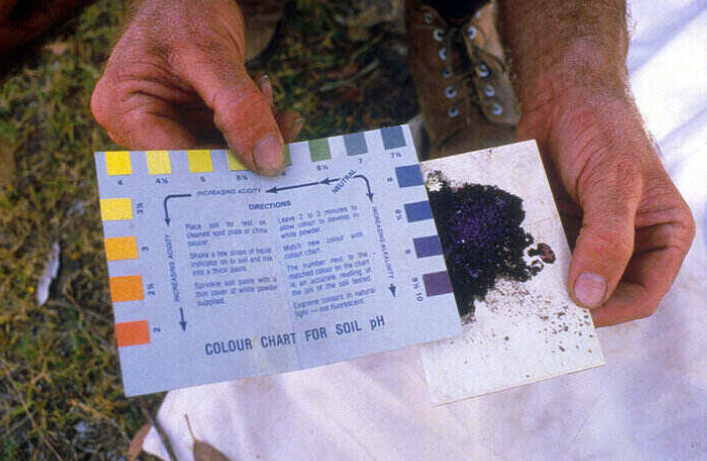 4 4½ 5 6 6½ 7 7½
NEUTRAL
INCREASING ACIDITY
3½ 8
3 8½
2½ 9
2 9½ 10
INCREASING ACIDITY
INCREASING ALKALINITY
DIRECTIONS
Place soil for test on
cleaned spot plate or china
saucer.
Shake a few drops of liquid
indicator on to soil and mix
into a thick paste.
Sprinkle soil paste with a
thin cover of white powder
supplied.
Leave 2 to 3 minutes to
allow colour to develop in
white powder.
Match new colour with
colour chart.
The number next to the
matched colour on the chart
is an accurate reading of
the pH of the soil tested.
Examine colours in natural
light — not fluorescent.
COLOUR CHART FOR SOIL pH